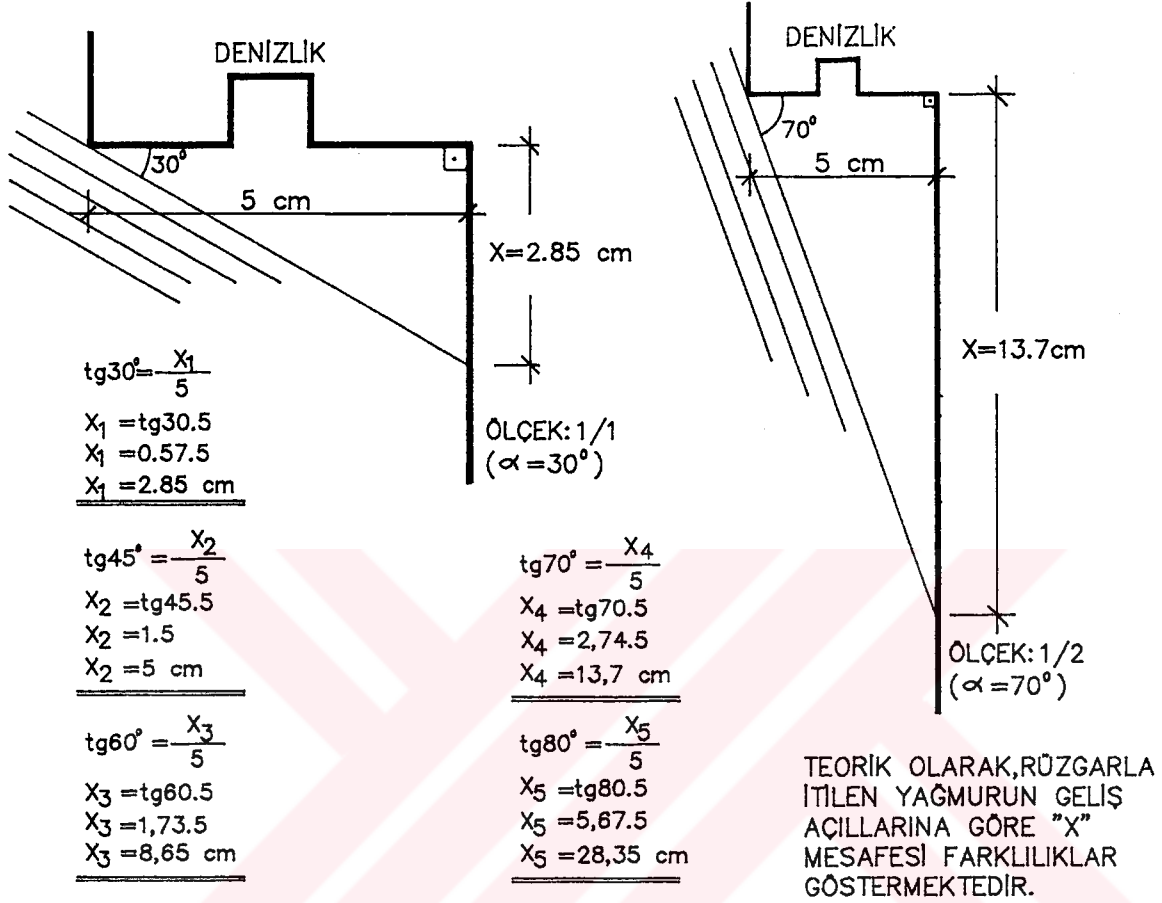 DENİZLİK
30°
5 cm
X=2.85 cm
ÖLÇEK: 1/1
(α=30°)
DENİZLİK
70°
5 cm
X=13.7cm
ÖLÇEK: 1/2
(α=70°)
tg30°=X₁
5
X₁ =tg30.5
X₁ =0.57.5
X₁ =2.85 cm
tg45°=X₂
5
X₂ =tg45.5
X₂ =1.5
X₂ =5 cm
tg60°=X₃
5
X₃ =tg60.5
X₃ =1,73.5
X₃ =8,65 cm
tg70°=X₄
5
X₄ =tg70.5
X₄ =2,74.5
X₄ =13,7 cm
tg80°=X₅
5
X₅ =tg80.5
X₅ =5,67.5
X₅ =28,35 cm
TEORİK OLARAK,RÜZGARLA
İTİLEN YAĞMURUN GELİŞ
AÇILLARINA GÖRE "X"
MESAFESİ FARKLILIKLAR
GÖSTERMEKTEDİR.